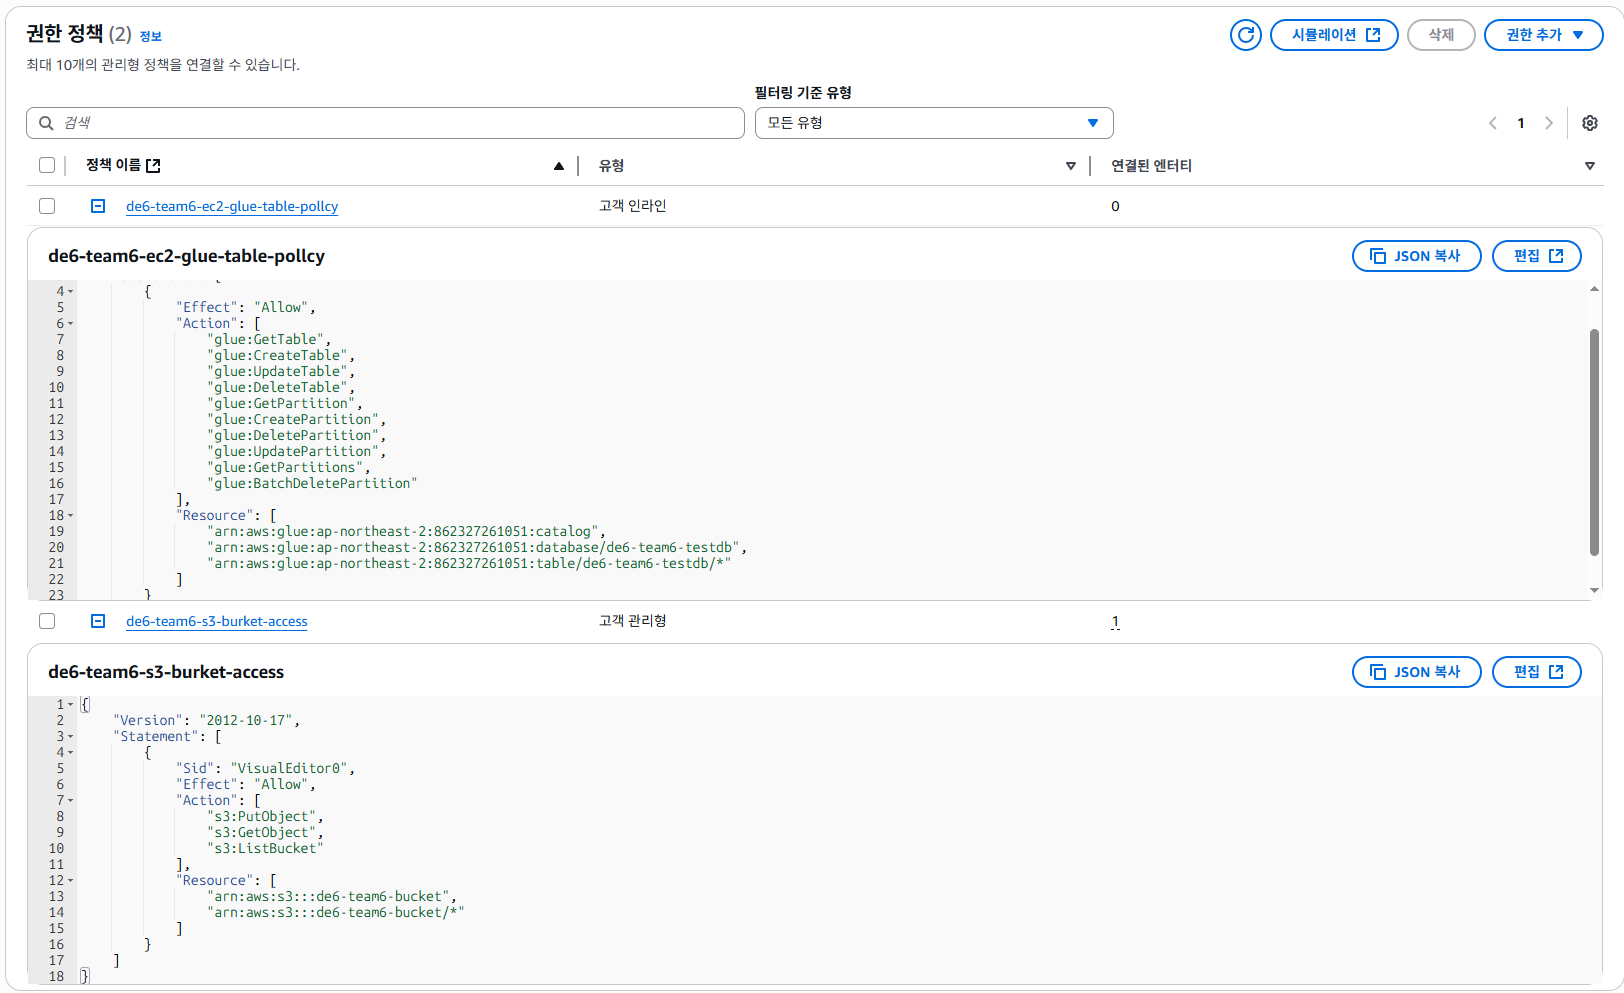 권한 정책 (2) 정보
시뮬레이션 삭제 권한 추가
최대 10개의 관리형 정책을 연결할 수 있습니다.
필터링 기준 유형
검색 모든 유형 1
정책 이름 유형 연결된 엔터티
de6-team6-ec2-glue-table-pollcy 고객 인라인 0
de6-team6-ec2-glue-table-pollcy JSON 복사 편집
4 {
5 "Effect": "Allow",
6 "Action": [
7 "glue:GetTable",
8 "glue:CreateTable",
9 "glue:UpdateTable",
10 "glue:DeleteTable",
11 "glue:GetPartition",
12 "glue:CreatePartition",
13 "glue:DeletePartition",
14 "glue:UpdatePartition",
15 "glue:GetPartitions",
16 "glue:BatchDeletePartition"
17 ],
18 "Resource": [
19 "arn:aws:glue:ap-northeast-2:862327261051:catalog",
20 "arn:aws:glue:ap-northeast-2:862327261051:database/de6-team6-testdb",
21 "arn:aws:glue:ap-northeast-2:862327261051:table/de6-team6-testdb/*"
22 ]
23 }
de6-team6-s3-burket-access 고객 관리형 1
de6-team6-s3-burket-access JSON 복사 편집
1 {
2 "Version": "2012-10-17",
3 "Statement": [
4 {
5 "Sid": "VisualEditor0",
6 "Effect": "Allow",
7 "Action": [
8 "s3:PutObject",
9 "s3:GetObject",
10 "s3:ListBucket"
11 ],
12 "Resource": [
13 "arn:aws:s3:::de6-team6-bucket",
14 "arn:aws:s3:::de6-team6-bucket/*"
15 ]
16 }
17 ]
18 }